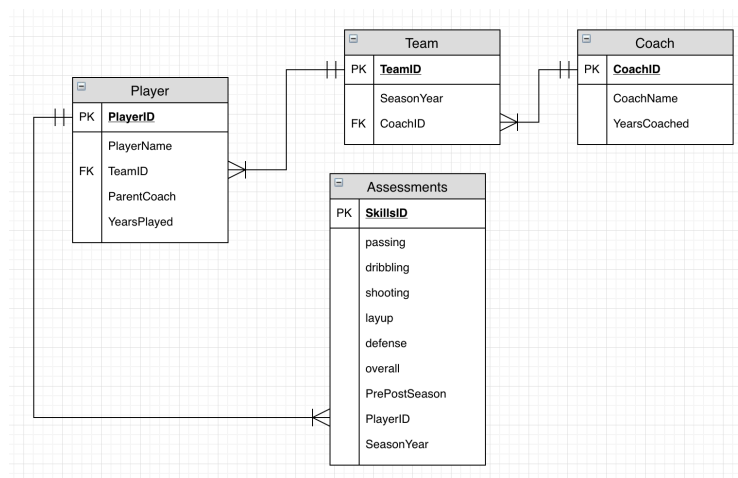 Player
PK PlayerID
PlayerName
FK TeamID
ParentCoach
YearsPlayed
Team
PK TeamID
SeasonYear
FK CoachID
Coach
PK CoachID
CoachName
YearsCoached
Assessments
PK SkillsID
passing
dribbling
shooting
layup
defense
overall
PrePostSeason
PlayerID
SeasonYear